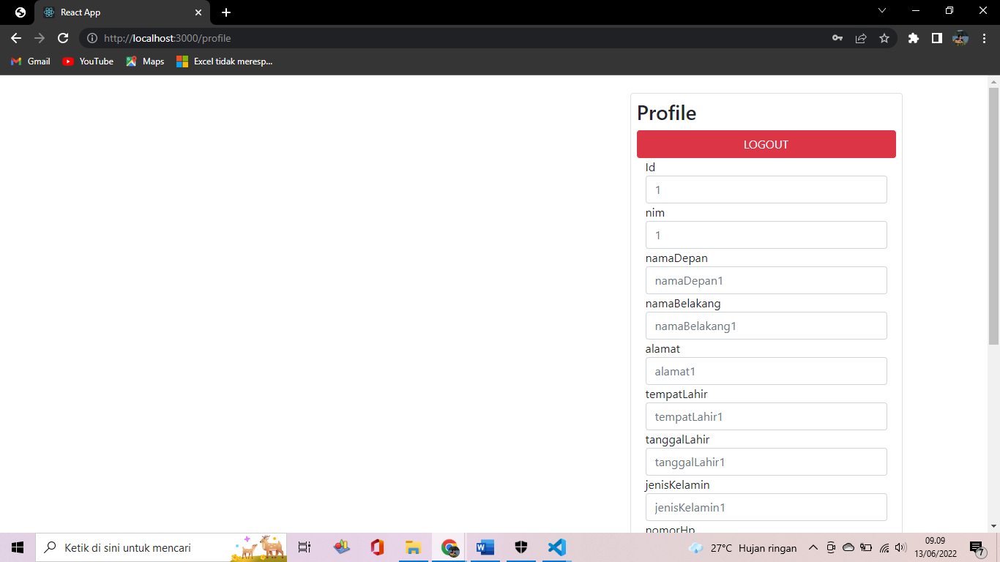 React App
http://localhost:3000/profile
Gmail YouTube Maps Excel tidak meresp...
Profile
LOGOUT
Id
1
nim
1
namaDepan
namaDepan1
namaBelakang
namaBelakang1
alamat
alamat1
tempatLahir
tempatLahir1
tanggalLahir
tanggalLahir1
jenisKelamin
jenisKelamin1
nomorHp
Ketik di sini untuk mencari
27°C Hujan ringan
09.09
13/06/2022
7